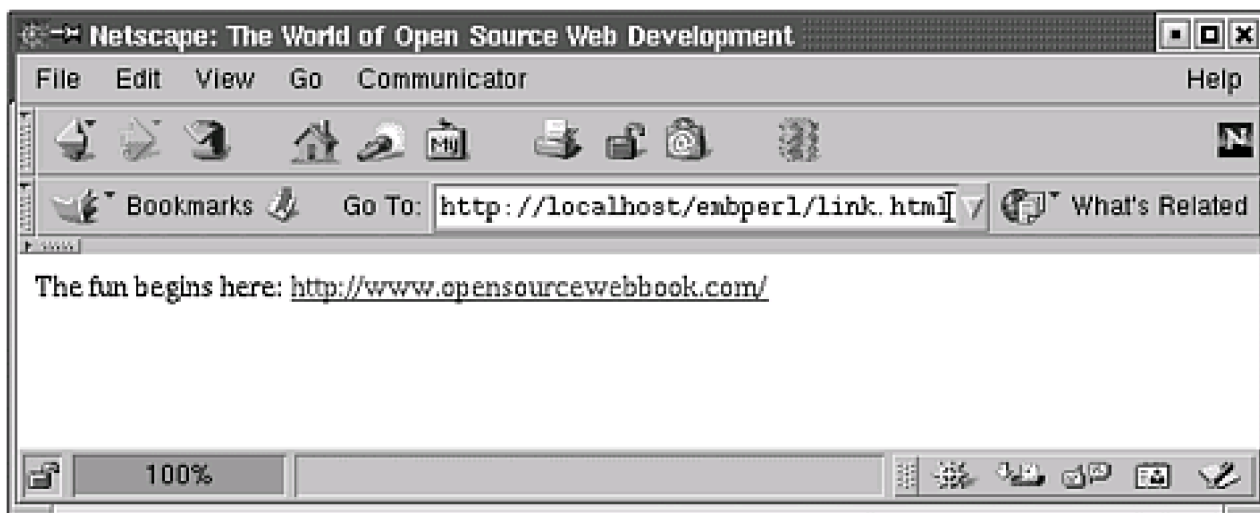 Netscape: The World of Open Source Web Development
File Edit View Go Communicator Help
My
N
Bookmarks Go To: http://localhost/embperl/link.html What's Related
The fun begins here: http://www.opensourcewebbook.com/
100%